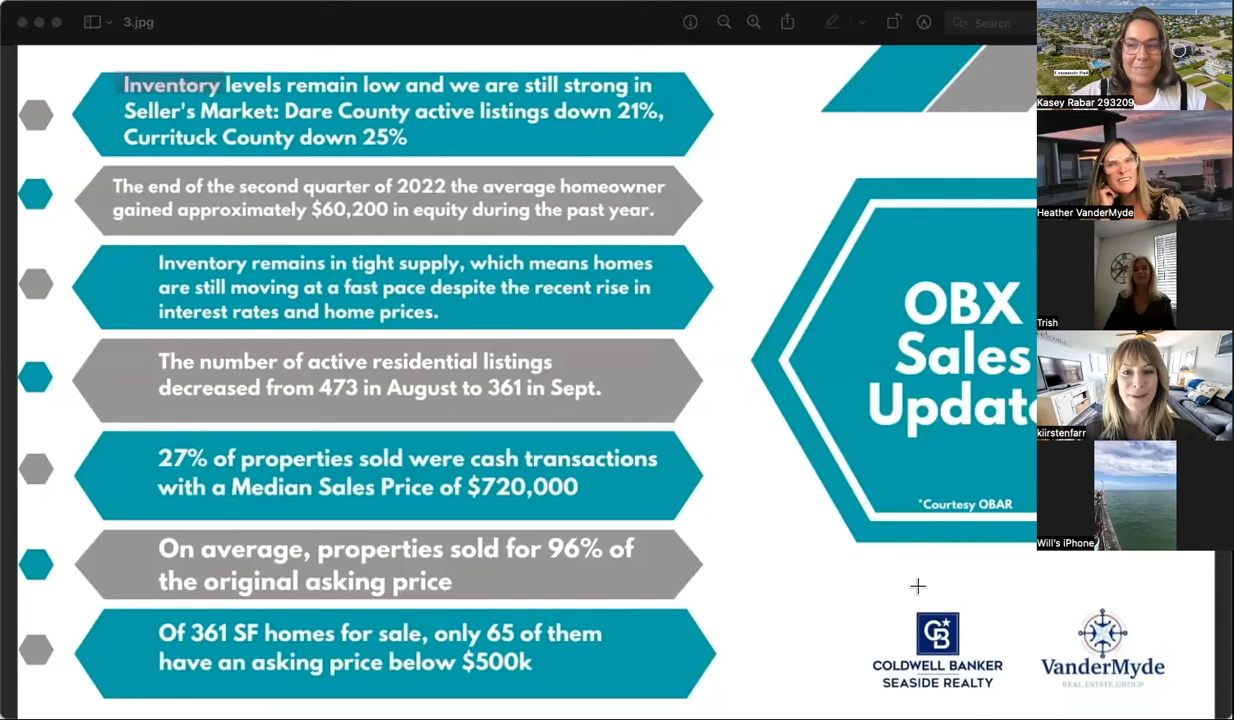 3.jpg
Search
Inventory levels remain low and we are still strong in
Seller's Market: Dare County active listings down 21%,
Currituck County down 25%
The end of the second quarter of 2022 the average homeowner
gained approximately $60,200 in equity during the past year.
Inventory remains in tight supply, which means homes
are still moving at a fast pace despite the recent rise in
interest rates and home prices.
The number of active residential listings
decreased from 473 in August to 361 in Sept.
27% of properties sold were cash transactions
with a Median Sales Price of $720,000
On average, properties sold for 96% of
the original asking price
Of 361 SF homes for sale, only 65 of them
have an asking price below $500k
OBX
Sales
Update
*Courtesy OBAR
CB
COLDWELL BANKER
SEASIDE REALTY
VanderMyde
REAL ESTATE GROUP
Community Pool
Kasey Rabar 293209
Heather VanderMyde
Trish
welcome
kiirstenfarr
Will's iPhone